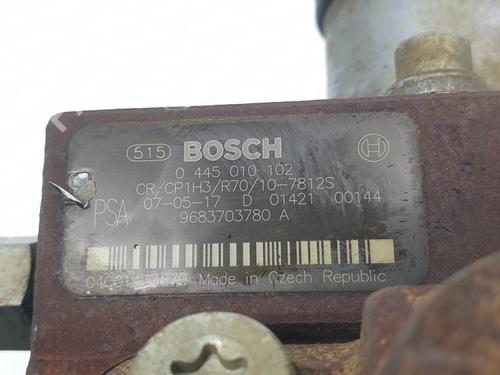 515 BOSCH
0 445 010 102
CR/CP1H3/R70/10-7812S
PSA 07-05-17 D 01421 00144
9683703780 A
Made in Czech Republic